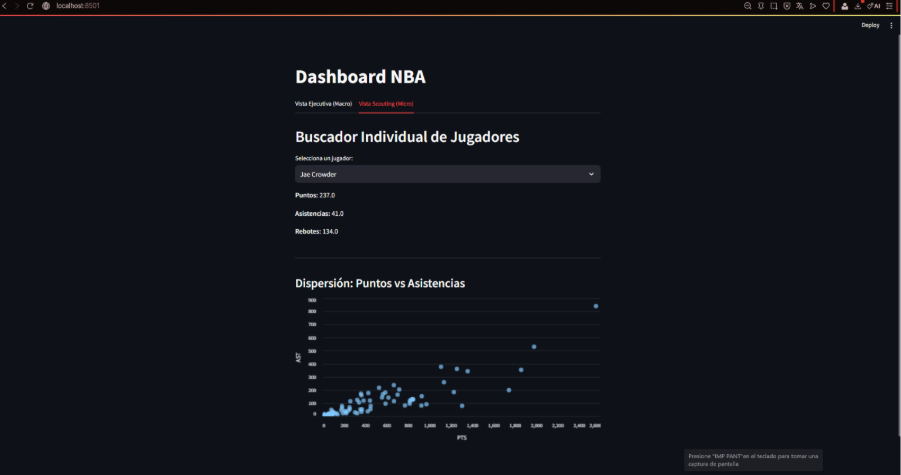 localhost:8501
AI
Deploy
Dashboard NBA
Vista Ejecutiva (Macro) Vista Scouting (Micro)
Buscador Individual de Jugadores
Selecciona un jugador:
Jae Crowder
Puntos: 237.0
Asistencias: 41.0
Rebotes: 134.0
Dispersión: Puntos vs Asistencias
900
800
700
600
500
400
300
200
100
0
AST
0 200 400 600 800 1,000 1,200 1,400 1,600 1,800 2,000 2,200 2,400 2,600
PTS
Presione "IMP PANT"en el teclado para tomar una
captura de pantalla